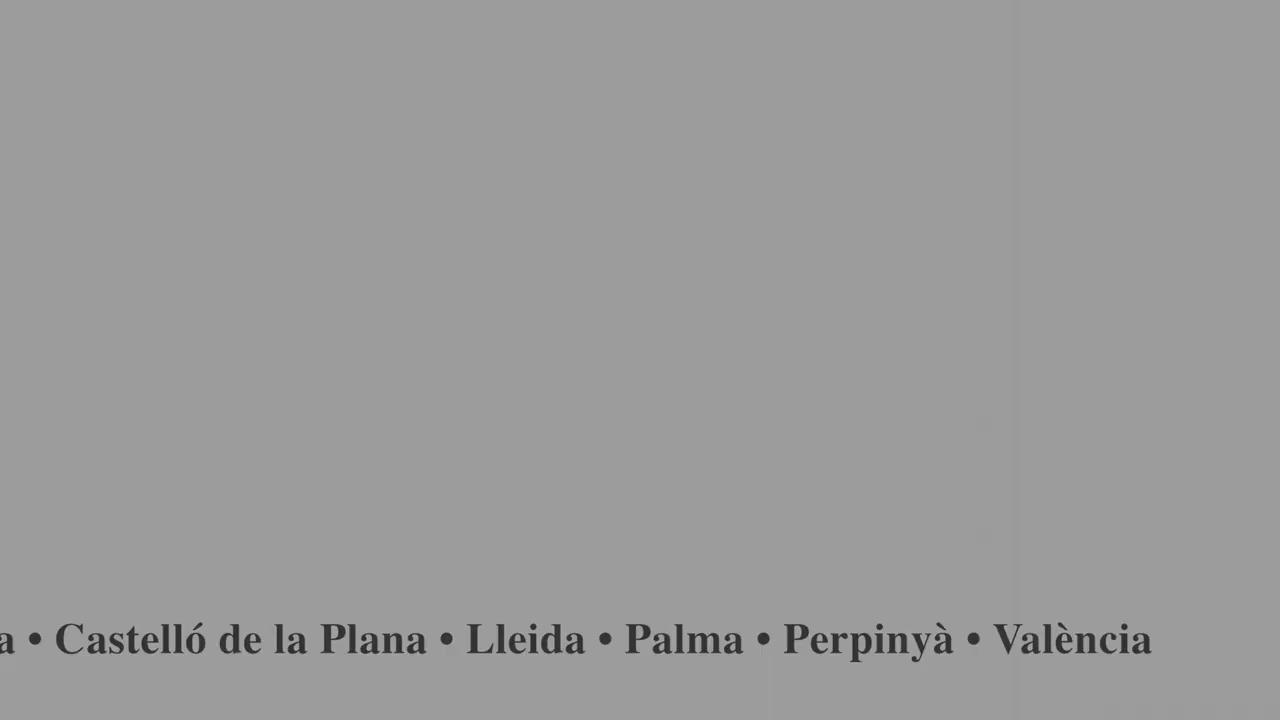 a • Castelló de la Plana • Lleida • Palma • Perpinyà • València